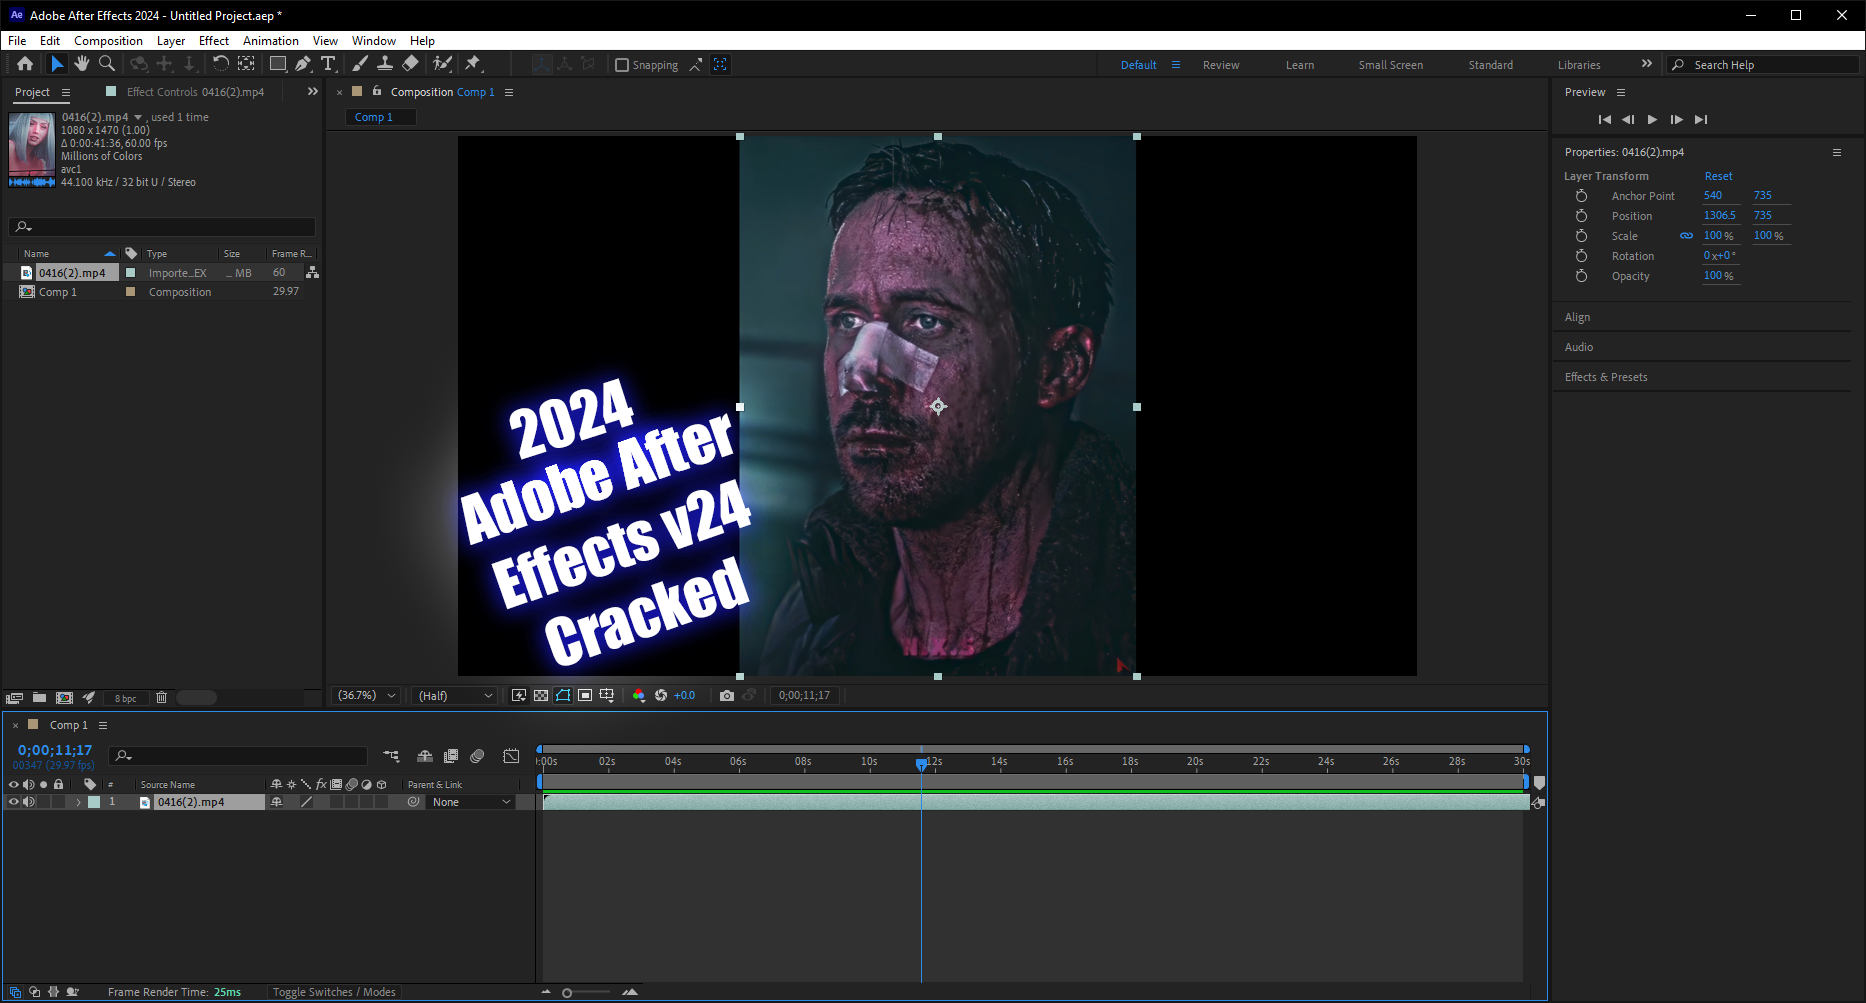 Ae Adobe After Effects 2024 - Untitled Project.aep *
File Edit Composition Layer Effect Animation View Window Help
Snapping
Default Review Learn Small Screen Standard Libraries Search Help
Project Effect Controls 0416(2).mp4
0416(2).mp4 , used 1 time
1080 x 1470 (1.00)
Δ 0:00:41:36, 60.00 fps
Millions of Colors
avc1
44.100 kHz / 32 bit U / Stereo
Name Type Size Frame R...
0416(2).mp4 Importe...EX ... MB 60
Comp 1 Composition 29.97
8 bpc
Composition Comp 1
Comp 1
2024
Adobe After
Effects v24
Cracked
(36.7%) (Half) +0.0 0;00;11;17
Preview
Properties: 0416(2).mp4
Layer Transform Reset
Anchor Point 540 735
Position 1306.5 735
Scale 100 % 100 %
Rotation 0x+0°
Opacity 100 %
Align
Audio
Effects & Presets
Comp 1
0;00;11;17
00347 (29.97 fps)
# Source Name fx Parent & Link
1 0416(2).mp4 None
:00s 02s 04s 06s 08s 10s 12s 14s 16s 18s 20s 22s 24s 26s 28s 30s
Frame Render Time: 25ms Toggle Switches / Modes